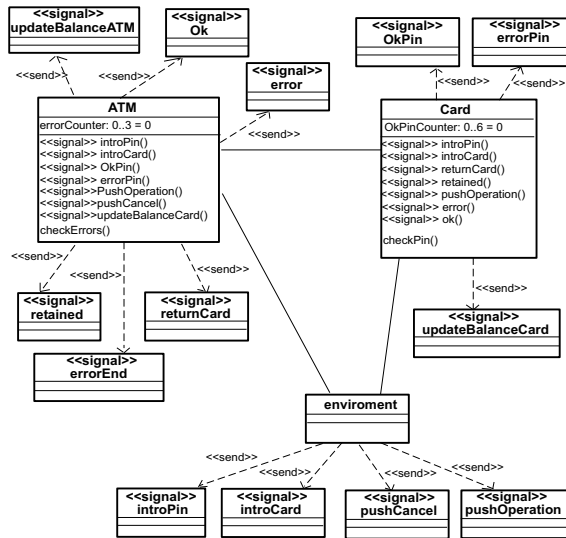 <<signal>>
updateBalanceATM
<<signal>>
Ok
<<signal>>
OkPin
<<signal>>
errorPin
<<send>>
<<send>>
<<signal>>
error
<<send>>
<<send>>
ATM
errorCounter: 0..3 = 0
<<signal>> introPin()
<<signal>> introCard()
<<signal>> OkPin()
<<signal>> errorPin()
<<signal>>PushOperation()
<<signal>>pushCancel()
<<signal>>updateBalanceCard()
checkErrors()
<<send>>
Card
OkPinCounter: 0..6 = 0
<<signal>> introPin()
<<signal>> introCard()
<<signal>> returnCard()
<<signal>> retained()
<<signal>> pushOperation()
<<signal>> error()
<<signal>> ok()
checkPin()
<<send>>
<<send>>
<<send>>
<<send>>
<<signal>>
retained
<<signal>>
returnCard
<<signal>>
errorEnd
<<signal>>
updateBalanceCard
enviroment
<<send>>
<<send>>
<<send>>
<<send>>
<<signal>>
introPin
<<signal>>
introCard
<<signal>>
pushCancel
<<signal>>
pushOperation